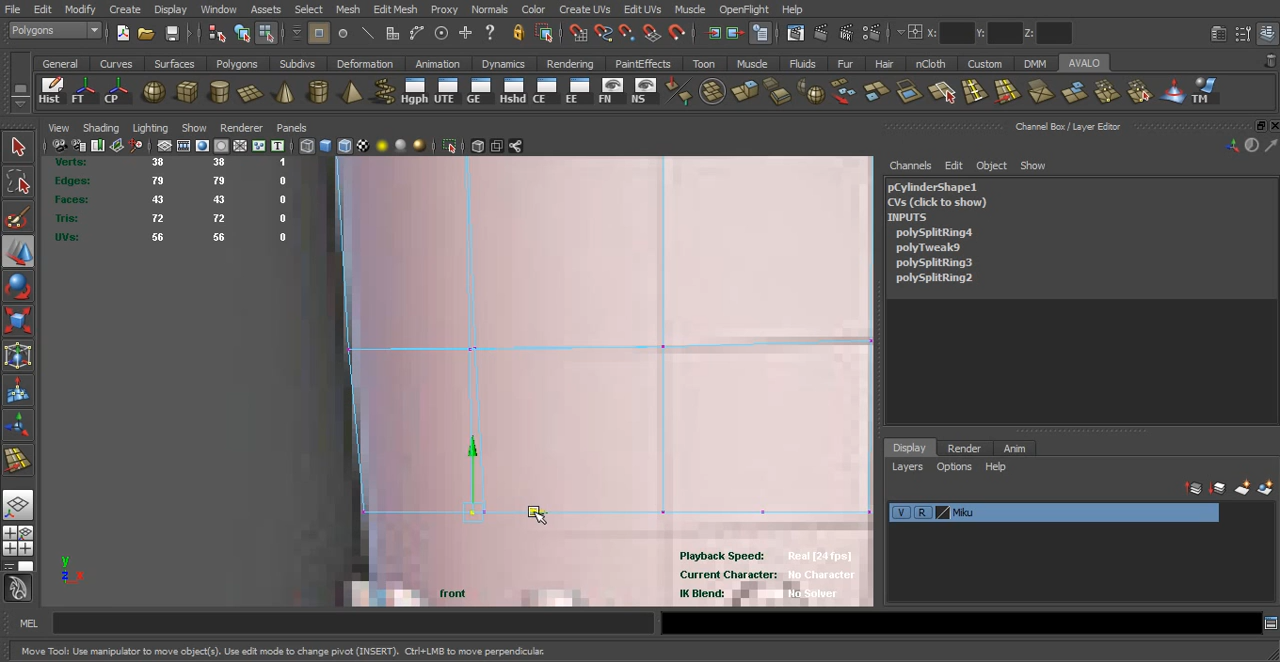 File Edit Modify Create Display Window Assets Select Mesh Edit Mesh Proxy Normals Color Create UVs Edit UVs Muscle OpenFlight Help
Polygons X: Y: Z:
General Curves Surfaces Polygons Subdivs Deformation Animation Dynamics Rendering PaintEffects Toon Muscle Fluids Fur Hair nCloth Custom DMM AVALO
Hist FT CP Hgph UTE GE Hshd CE EE FN NS TM
View Shading Lighting Show Renderer Panels
Channel Box / Layer Editor
Verts: 38 38 1
Edges: 79 79 0
Faces: 43 43 0
Tris: 72 72 0
UVs: 56 56 0
Channels Edit Object Show
pCylinderShape1
CVs (click to show)
INPUTS
polySplitRing4
polyTweak9
polySplitRing3
polySplitRing2
Display Render Anim
Layers Options Help
V R Miku
Playback Speed: Real [24 fps]
Current Character: No Character
IK Blend: No Solver
y
z x
front
MEL
Move Tool: Use manipulator to move object(s). Use edit mode to change pivot (INSERT). Ctrl+LMB to move perpendicular.